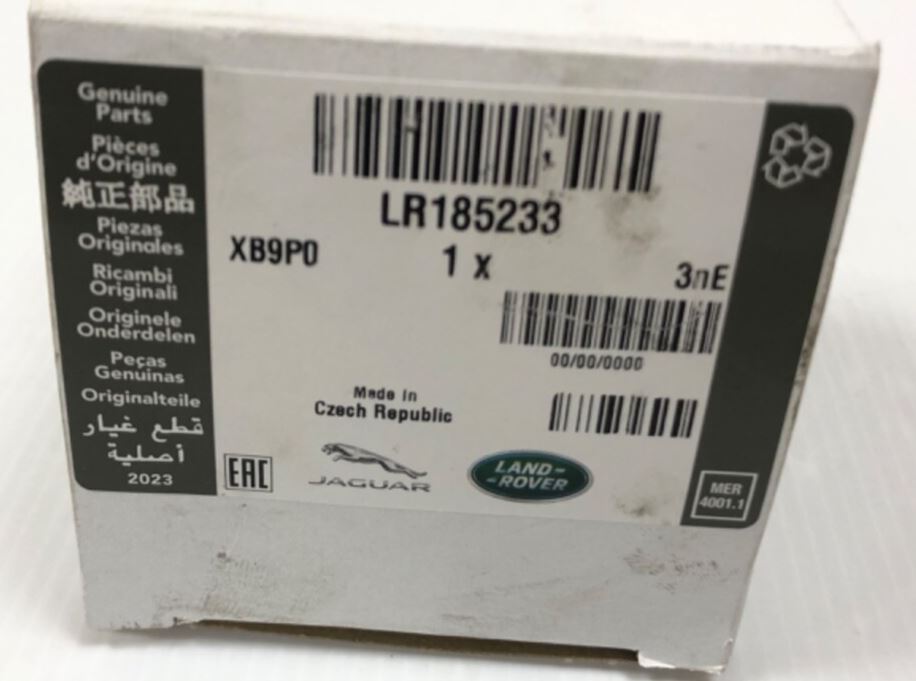 Genuine
Parts
Pièces
d'Origine
純正部品
Piezas
Originales
Ricambi
Originali
Originele
Onderdelen
Peças
Genuinas
Originalteile
قطع غيار
أصلية
2023
LR185233
XB9P0
1 x
3nE
00/00/0000
Made in
Czech Republic
EAC
JAGUAR
LAND-
-ROVER
MER
4001.1